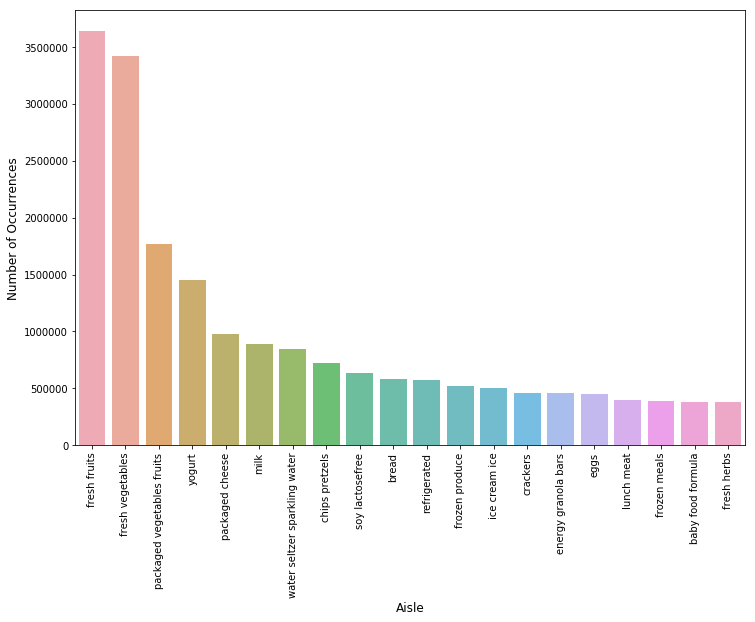 3500000
3000000
2500000
2000000
1500000
1000000
500000
0
Number of Occurrences
fresh fruits
fresh vegetables
packaged vegetables fruits
yogurt
packaged cheese
milk
water seltzer sparkling water
chips pretzels
soy lactosefree
bread
refrigerated
frozen produce
ice cream ice
crackers
energy granola bars
eggs
lunch meat
frozen meals
baby food formula
fresh herbs
Aisle